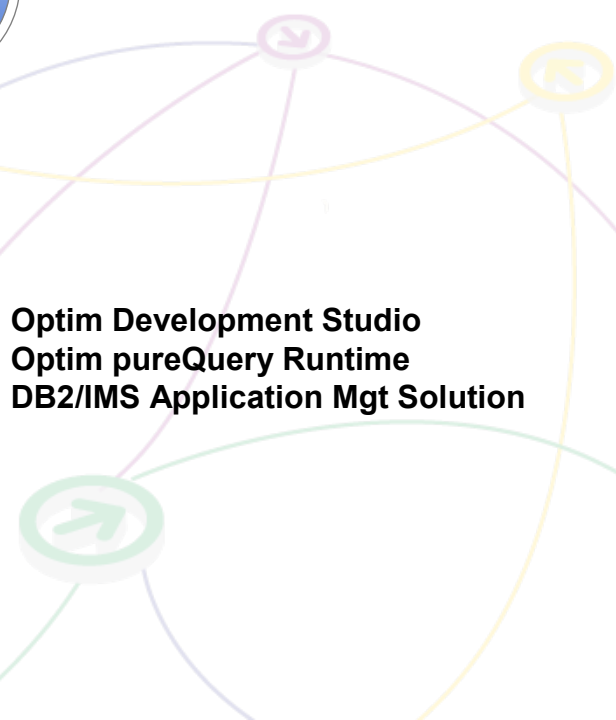 Optim Development Studio
Optim pureQuery Runtime
DB2/IMS Application Mgt Solution